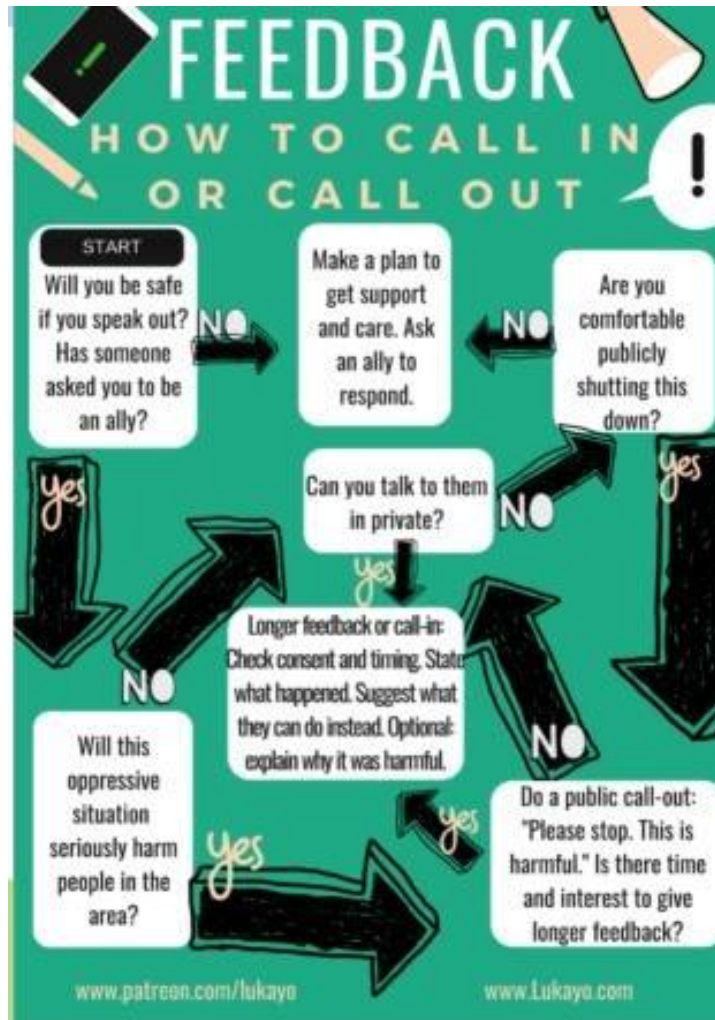 FEEDBACK
HOW TO CALL IN
OR CALL OUT
!
!
START
Will you be safe
if you speak out?
Has someone
asked you to be
an ally?
NO
Make a plan to
get support
and care. Ask
an ally to
respond.
NO
Are you
comfortable
publicly
shutting this
down?
yes
Can you talk to them
in private?
NO
yes
yes
Longer feedback or call-in:
Check consent and timing. State
what happened. Suggest what
they can do instead. Optional:
explain why it was harmful.
NO
NO
Will this
oppressive
situation
seriously harm
people in the
area?
yes
yes
Do a public call-out:
"Please stop. This is
harmful." Is there time
and interest to give
longer feedback?
www.patreon.com/lukayo
www.Lukayo.com